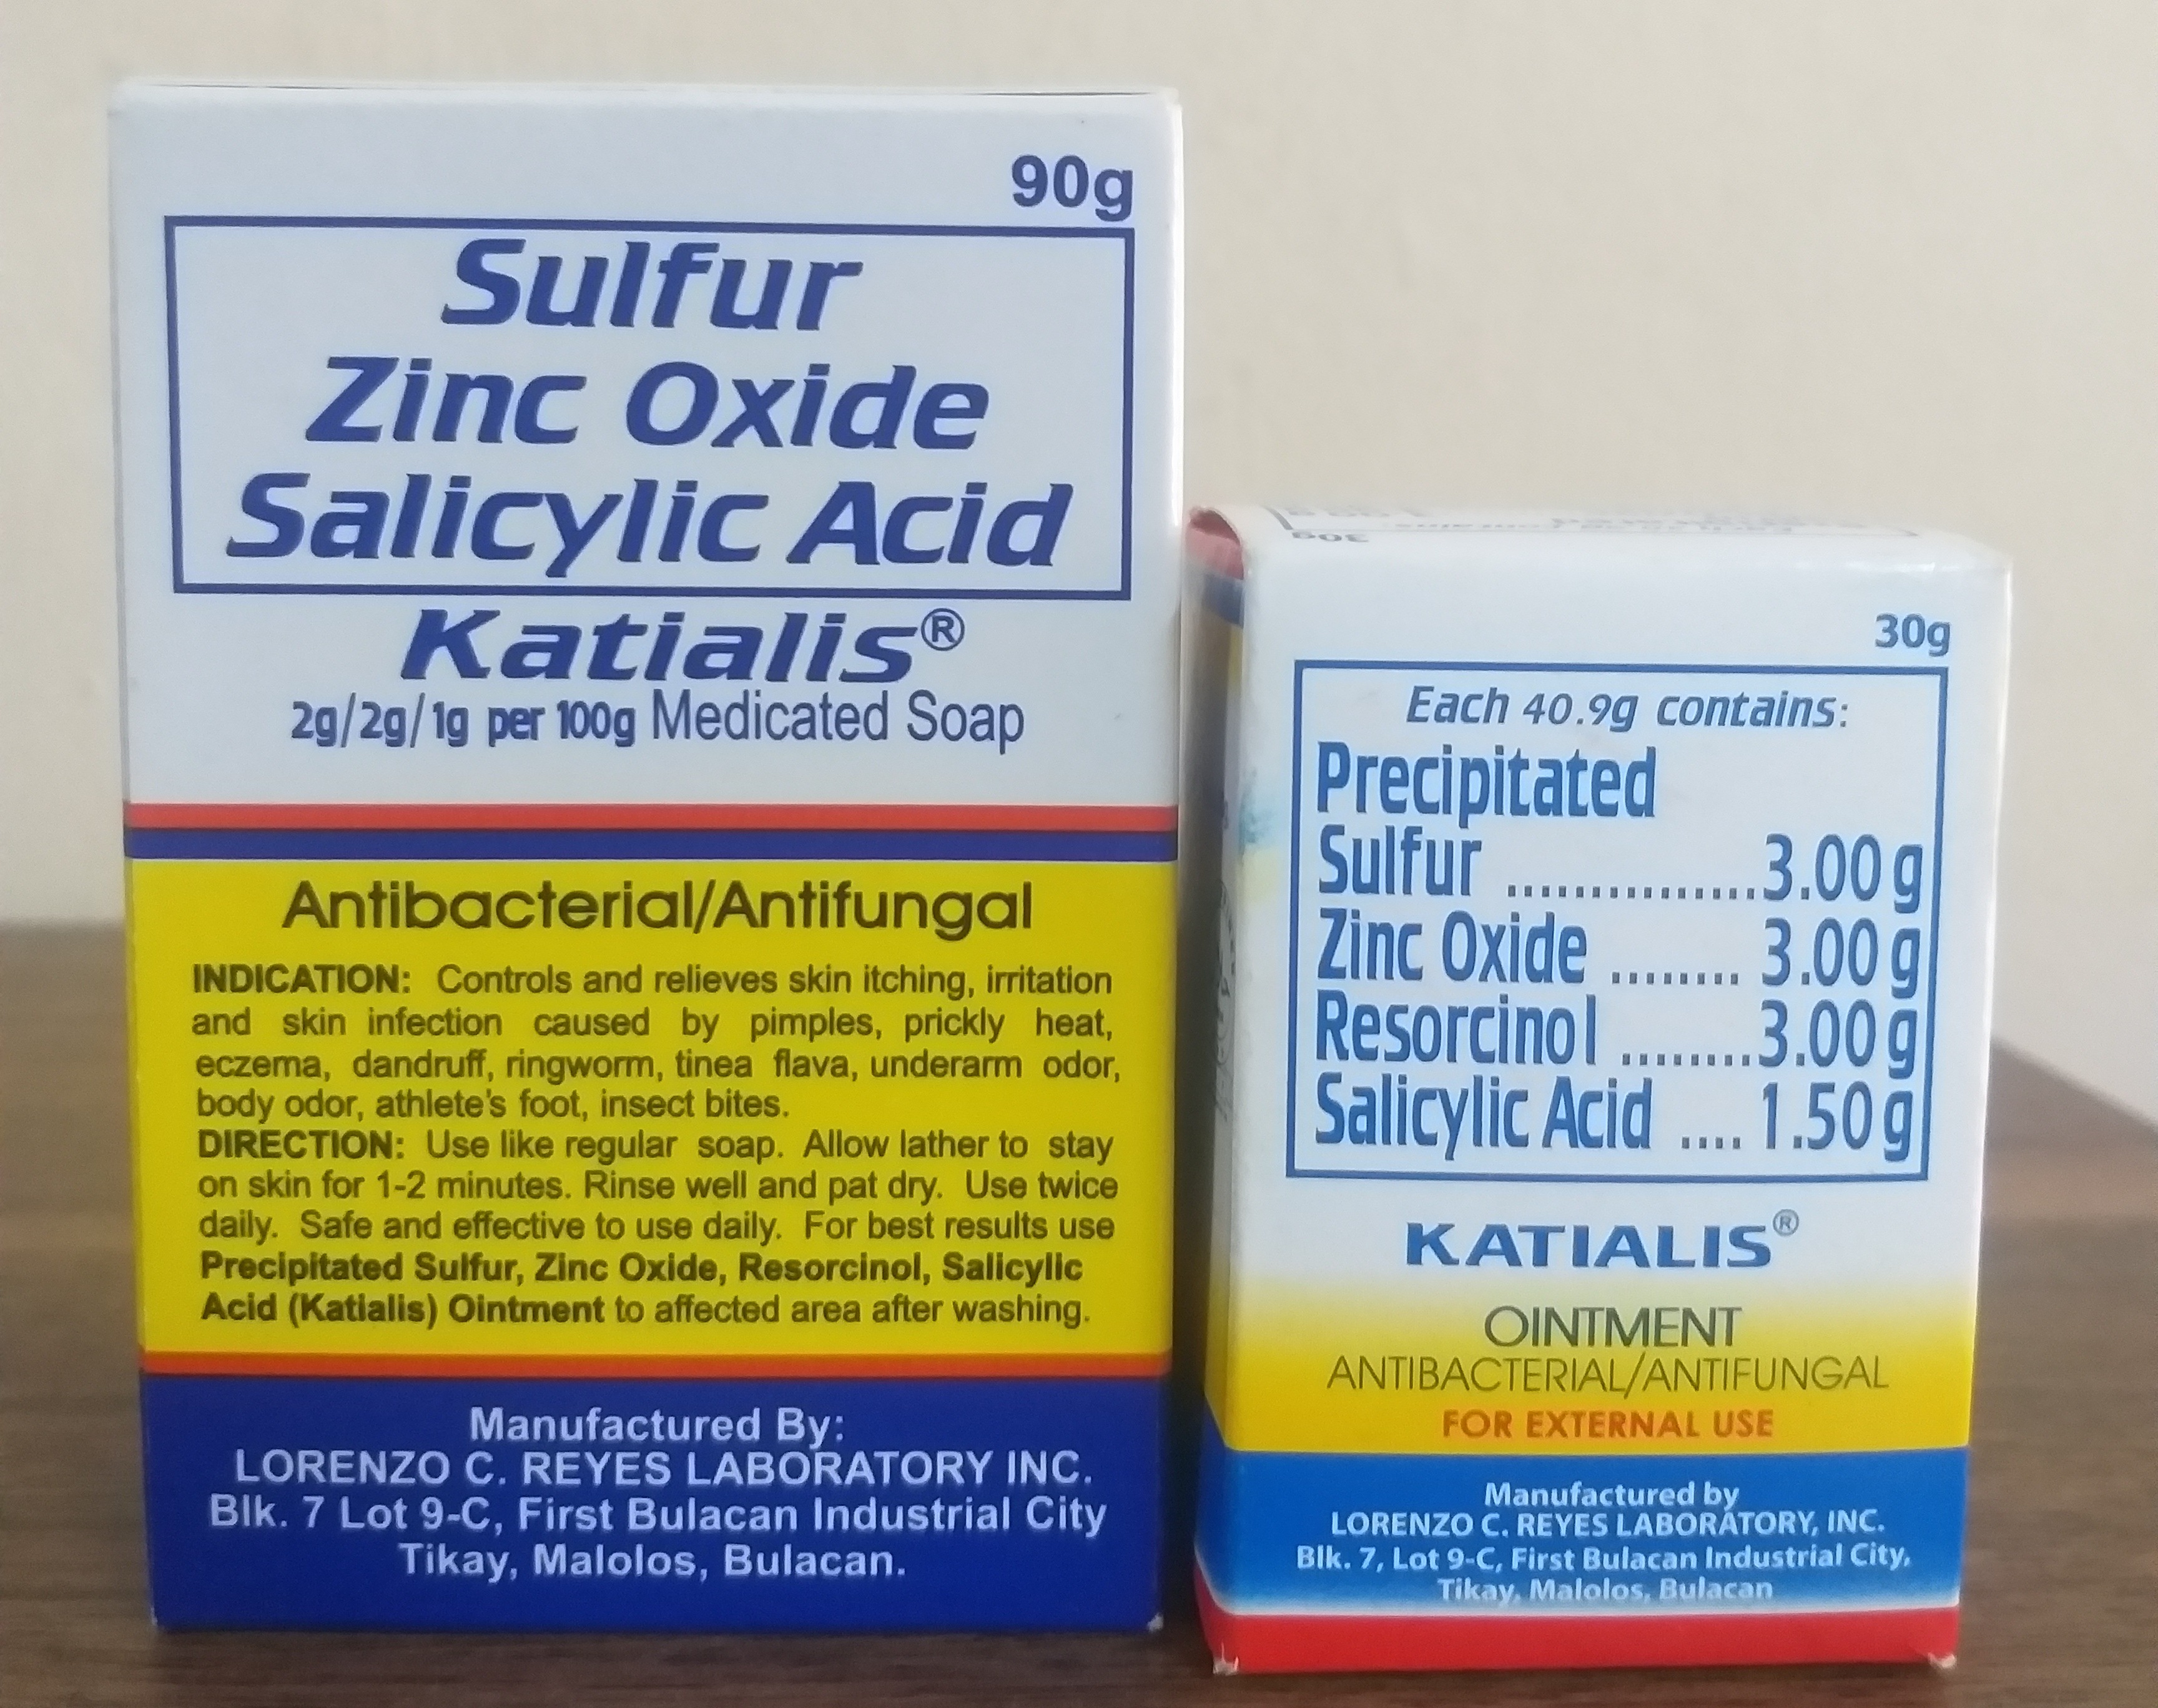 90g
Sulfur
Zinc Oxide
Salicylic Acid
Katialis®
2g/2g/1g per 100g Medicated Soap
Antibacterial/Antifungal
INDICATION: Controls and relieves skin itching, irritation
and skin infection caused by pimples, prickly heat,
eczema, dandruff, ringworm, tinea flava, underarm odor,
body odor, athlete's foot, insect bites.
DIRECTION: Use like regular soap. Allow lather to stay
on skin for 1-2 minutes. Rinse well and pat dry. Use twice
daily. Safe and effective to use daily. For best results use
Precipitated Sulfur, Zinc Oxide, Resorcinol, Salicylic
Acid (Katialis) Ointment to affected area after washing.
Manufactured By:
LORENZO C. REYES LABORATORY INC.
Blk. 7 Lot 9-C, First Bulacan Industrial City
Tikay, Malolos, Bulacan.
30g
30g
Each 40.9g contains:
Precipitated
Sulfur ...............3.00 g
Zinc Oxide ........ 3.00 g
Resorcinol ........3.00 g
Salicylic Acid .... 1.50 g
KATIALIS®
OINTMENT
ANTIBACTERIAL/ANTIFUNGAL
FOR EXTERNAL USE
Manufactured by
LORENZO C. REYES LABORATORY, INC.
Blk. 7, Lot 9-C, First Bulacan Industrial City,
Tikay, Malolos, Bulacan